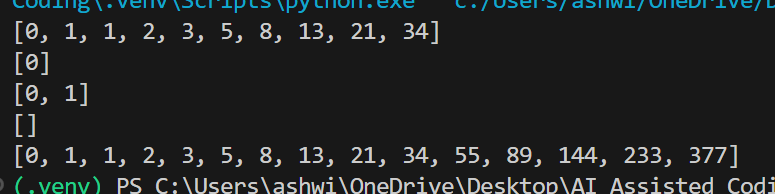 Coding\.venv\Scripts\python.exe" "c:/Users/ashwi/OneDrive/D
[0, 1, 1, 2, 3, 5, 8, 13, 21, 34]
[0]
[0, 1]
[]
[0, 1, 1, 2, 3, 5, 8, 13, 21, 34, 55, 89, 144, 233, 377]
(.venv) PS C:\Users\ashwi\OneDrive\Desktop\AI Assisted Codi